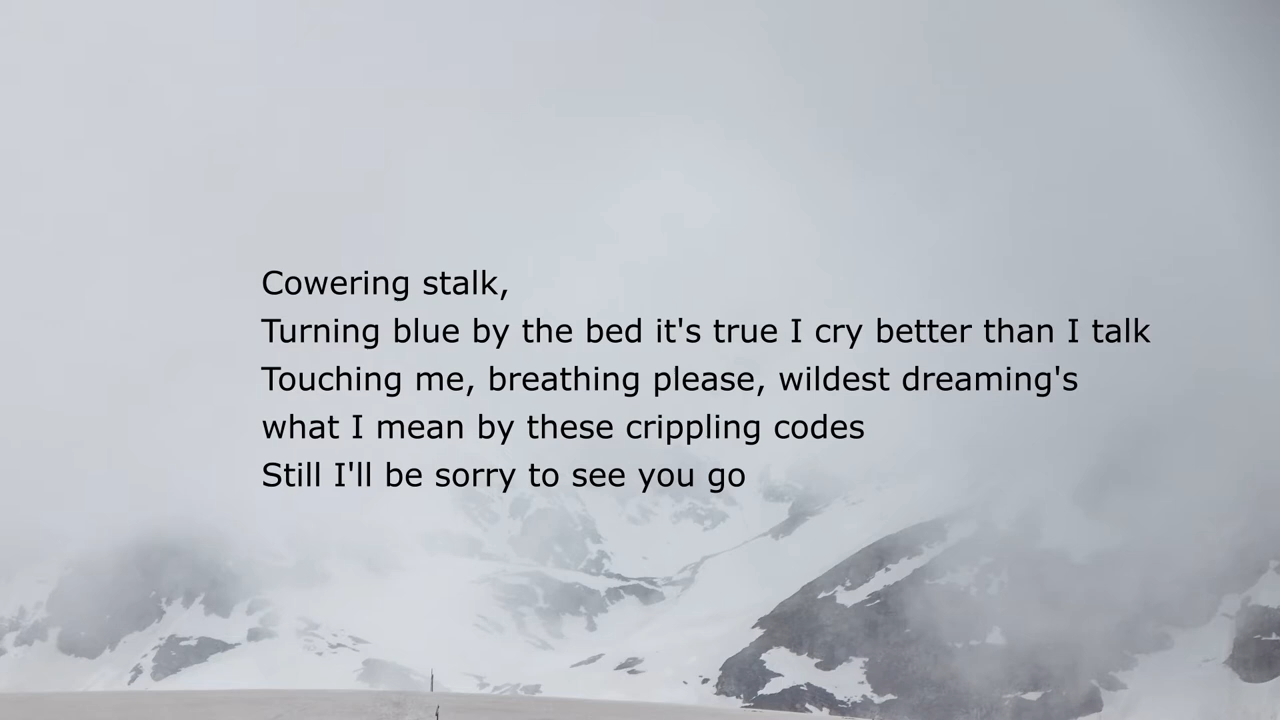 Cowering stalk,
Turning blue by the bed it's true I cry better than I talk
Touching me, breathing please, wildest dreaming's
what I mean by these crippling codes
Still I'll be sorry to see you go